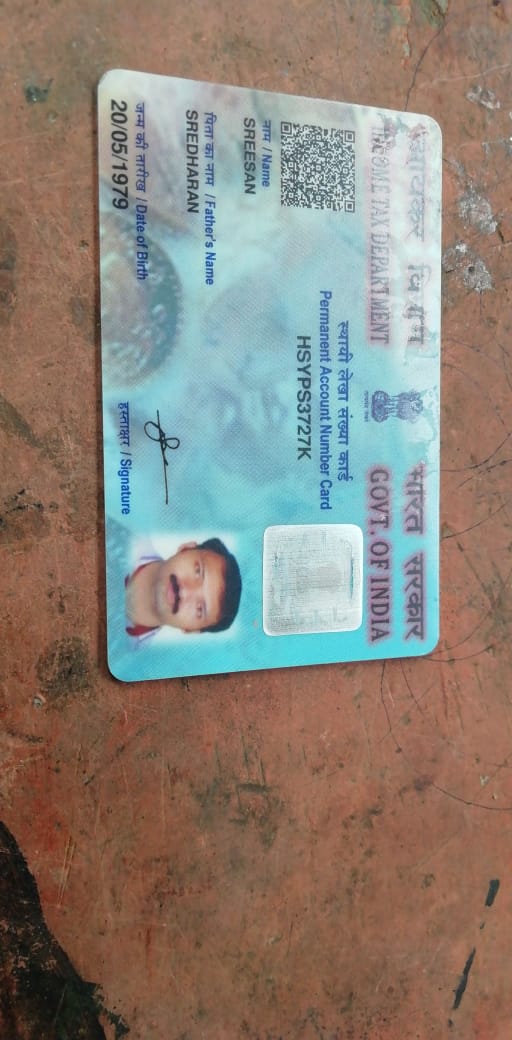 आयकर विभाग
INCOME TAX DEPARTMENT
भारत सरकार
GOVT. OF INDIA
स्थायी लेखा संख्या कार्ड
Permanent Account Number Card
HSYPS3727K
नाम / Name
SREESAN
पिता का नाम / Father's Name
SREDHARAN
जन्म की तारीख / Date of Birth
20/05/1979
हस्ताक्षर / Signature